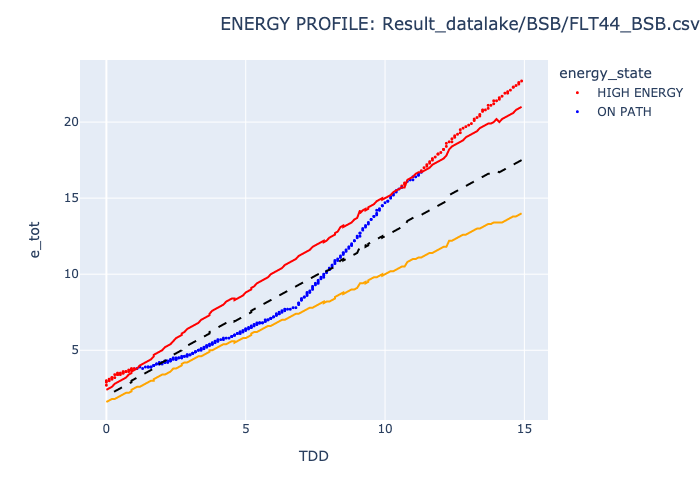 ENERGY PROFILE: Result_datalake/BSB/FLT44_BSB.csv
energy_state
HIGH ENERGY
ON PATH
20
15
10
5
e_tot
0
5
10
15
TDD